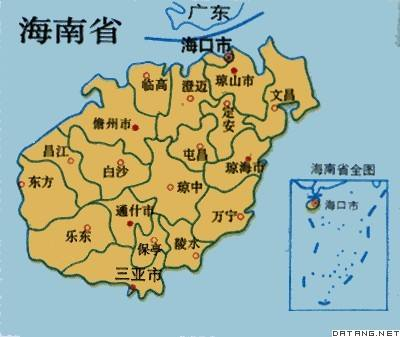 广东
海南省
海口市
临高
澄迈
琼山市
文昌
定安
儋州市
屯昌
昌江
白沙
琼海市
东方
琼中
通什市
万宁
乐东
保亭
陵水
三亚市
海南省全图
海口市
DATANG.NET